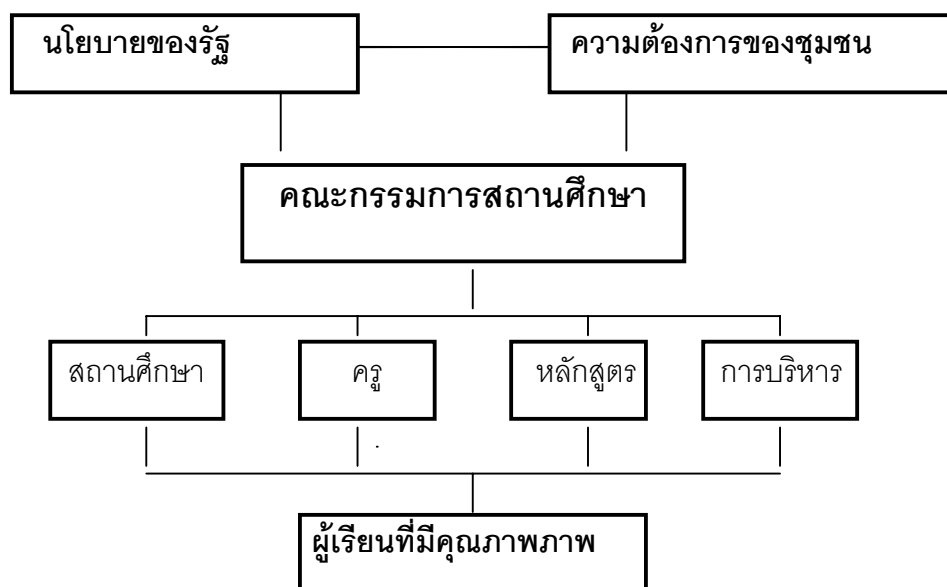 นโยบายของรัฐ
ความต้องการของชุมชน
คณะกรรมการสถานศึกษา
สถานศึกษา
ครู
หลักสูตร
การบริหาร
ผู้เรียนที่มีคุณภาพภาพ